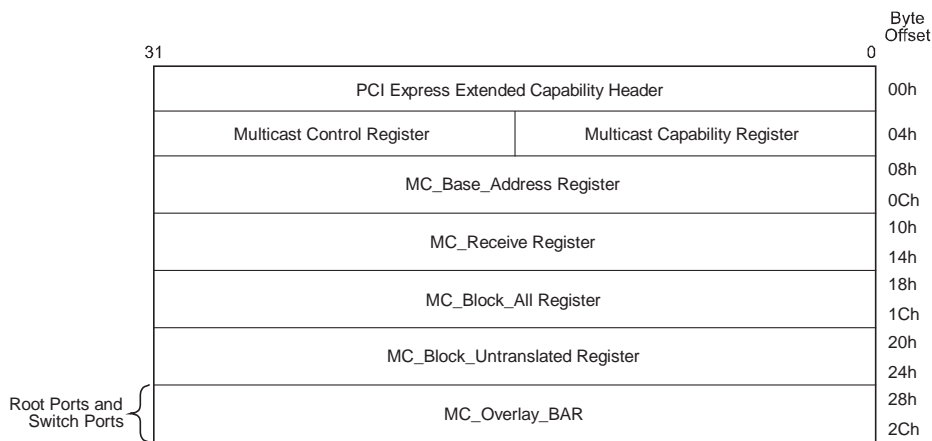 Byte
Offset
31 0
PCI Express Extended Capability Header 00h
Multicast Control Register Multicast Capability Register 04h
08h
MC_Base_Address Register
0Ch
10h
MC_Receive Register
14h
18h
MC_Block_All Register
1Ch
20h
MC_Block_Untranslated Register
24h
28h
Root Ports and
Switch Ports
MC_Overlay_BAR
2Ch